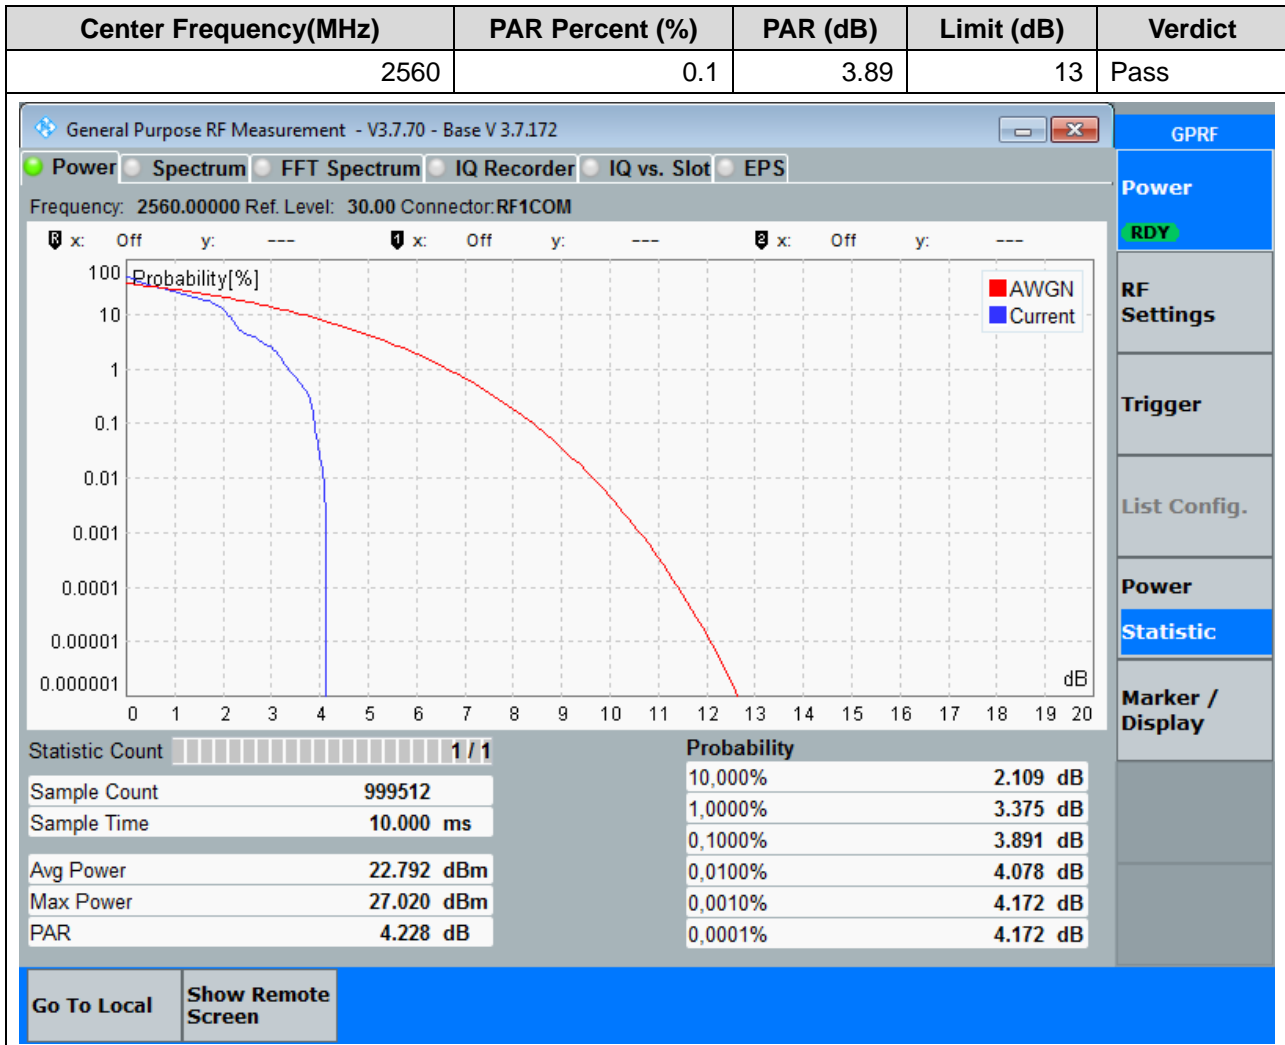 Center Frequency(MHz) PAR Percent (%) PAR (dB) Limit (dB) Verdict
2560 0.1 3.89 13 Pass
General Purpose RF Measurement - V3.7.70 - Base V 3.7.172
GPRF
Power Spectrum FFT Spectrum IQ Recorder IQ vs. Slot EPS
Frequency: 2560.00000 Ref. Level: 30.00 Connector: RF1COM
R x: Off y: --- 1 x: Off y: --- 2 x: Off y: ---
Probability[%]
AWGN
Current
100
10
1
0.1
0.01
0.001
0.0001
0.00001
0.000001
dB
0 1 2 3 4 5 6 7 8 9 10 11 12 13 14 15 16 17 18 19 20
Statistic Count 1 / 1
Sample Count 999512
Sample Time 10.000 ms
Avg Power 22.792 dBm
Max Power 27.020 dBm
PAR 4.228 dB
Probability
10,000% 2.109 dB
1,0000% 3.375 dB
0,1000% 3.891 dB
0,0100% 4.078 dB
0,0010% 4.172 dB
0,0001% 4.172 dB
Power
RDY
RF
Settings
Trigger
List Config.
Power
Statistic
Marker /
Display
Go To Local
Show Remote
Screen